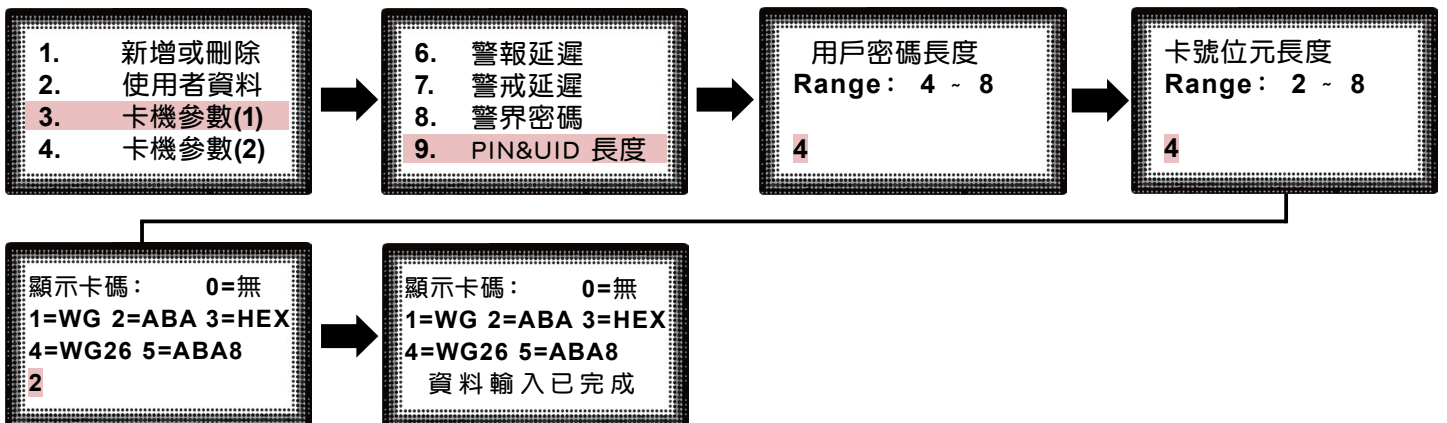 1. 新增或刪除
2. 使用者資料
3. 卡機參數(1)
4. 卡機參數(2)
6. 警報延遲
7. 警戒延遲
8. 警界密碼
9. PIN&UID 長度
用戶密碼長度
Range： 4 ~ 8
4
卡號位元長度
Range： 2 ~ 8
4
顯示卡碼： 0=無
1=WG 2=ABA 3=HEX
4=WG26 5=ABA8
2
顯示卡碼： 0=無
1=WG 2=ABA 3=HEX
4=WG26 5=ABA8
資料輸入已完成